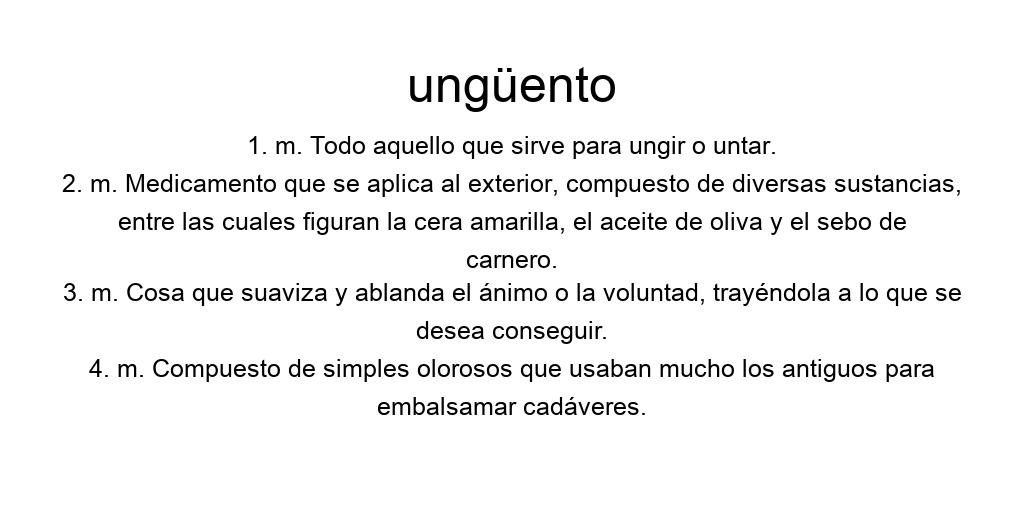 ungüento
1. m. Todo aquello que sirve para ungir o untar.
2. m. Medicamento que se aplica al exterior, compuesto de diversas sustancias,
entre las cuales figuran la cera amarilla, el aceite de oliva y el sebo de
carnero.
3. m. Cosa que suaviza y ablanda el ánimo o la voluntad, trayéndola a lo que se
desea conseguir.
4. m. Compuesto de simples olorosos que usaban mucho los antiguos para
embalsamar cadáveres.